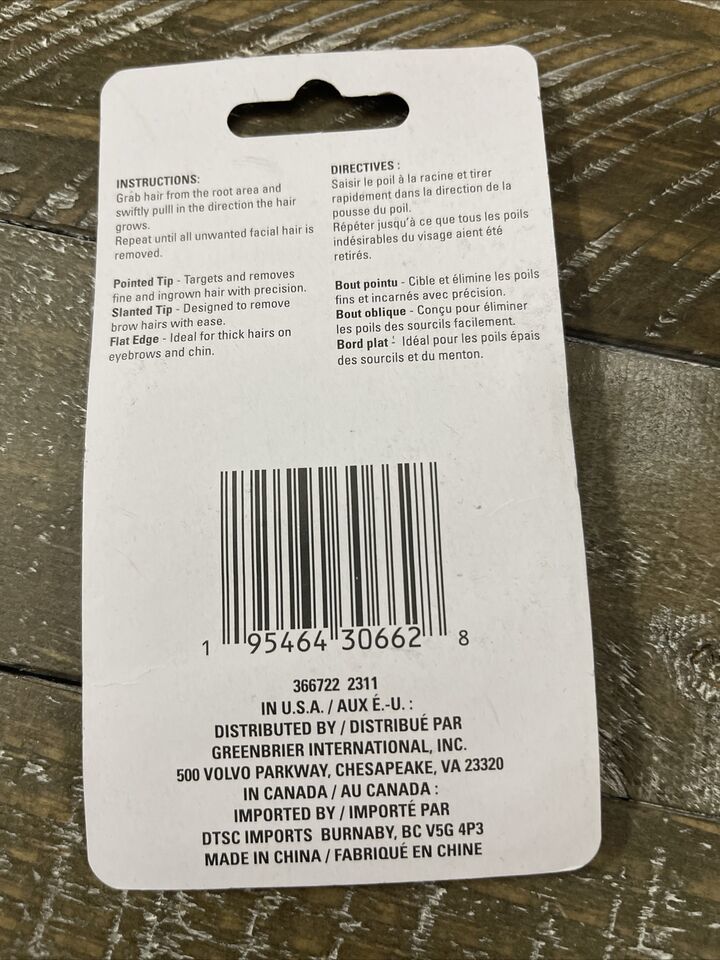 INSTRUCTIONS:
Grab hair from the root area and
swiftly pulll in the direction the hair
grows.
Repeat until all unwanted facial hair is
removed.
Pointed Tip - Targets and removes
fine and ingrown hair with precision.
Slanted Tip - Designed to remove
brow hairs with ease.
Flat Edge - Ideal for thick hairs on
eyebrows and chin.
DIRECTIVES :
Saisir le poil à la racine et tirer
rapidement dans la direction de la
pousse du poil.
Répéter jusqu'à ce que tous les poils
indésirables du visage aient été
retirés.
Bout pointu - Cible et élimine les poils
fins et incarnés avec précision.
Bout oblique - Conçu pour éliminer
les poils des sourcils facilement.
Bord plat - Idéal pour les poils épais
des sourcils et du menton.
1 95464 30662 8
366722 2311
IN U.S.A. / AUX É.-U. :
DISTRIBUTED BY / DISTRIBUÉ PAR
GREENBRIER INTERNATIONAL, INC.
500 VOLVO PARKWAY, CHESAPEAKE, VA 23320
IN CANADA / AU CANADA :
IMPORTED BY / IMPORTÉ PAR
DTSC IMPORTS BURNABY, BC V5G 4P3
MADE IN CHINA / FABRIQUÉ EN CHINE